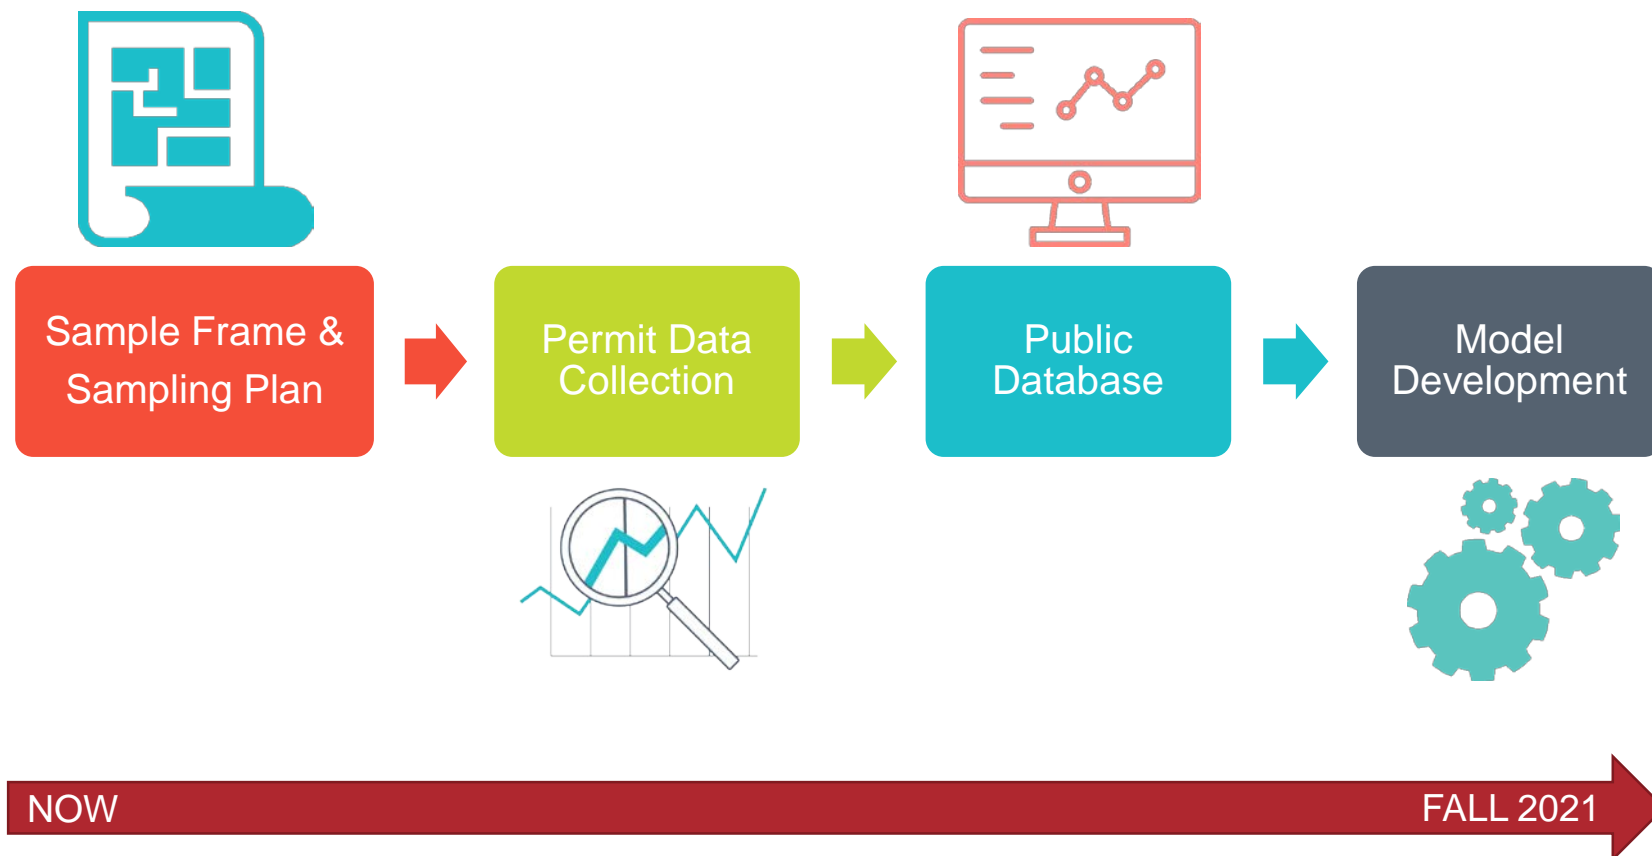 Sample Frame &
Sampling Plan
Permit Data
Collection
Public
Database
Model
Development
NOW
FALL 2021